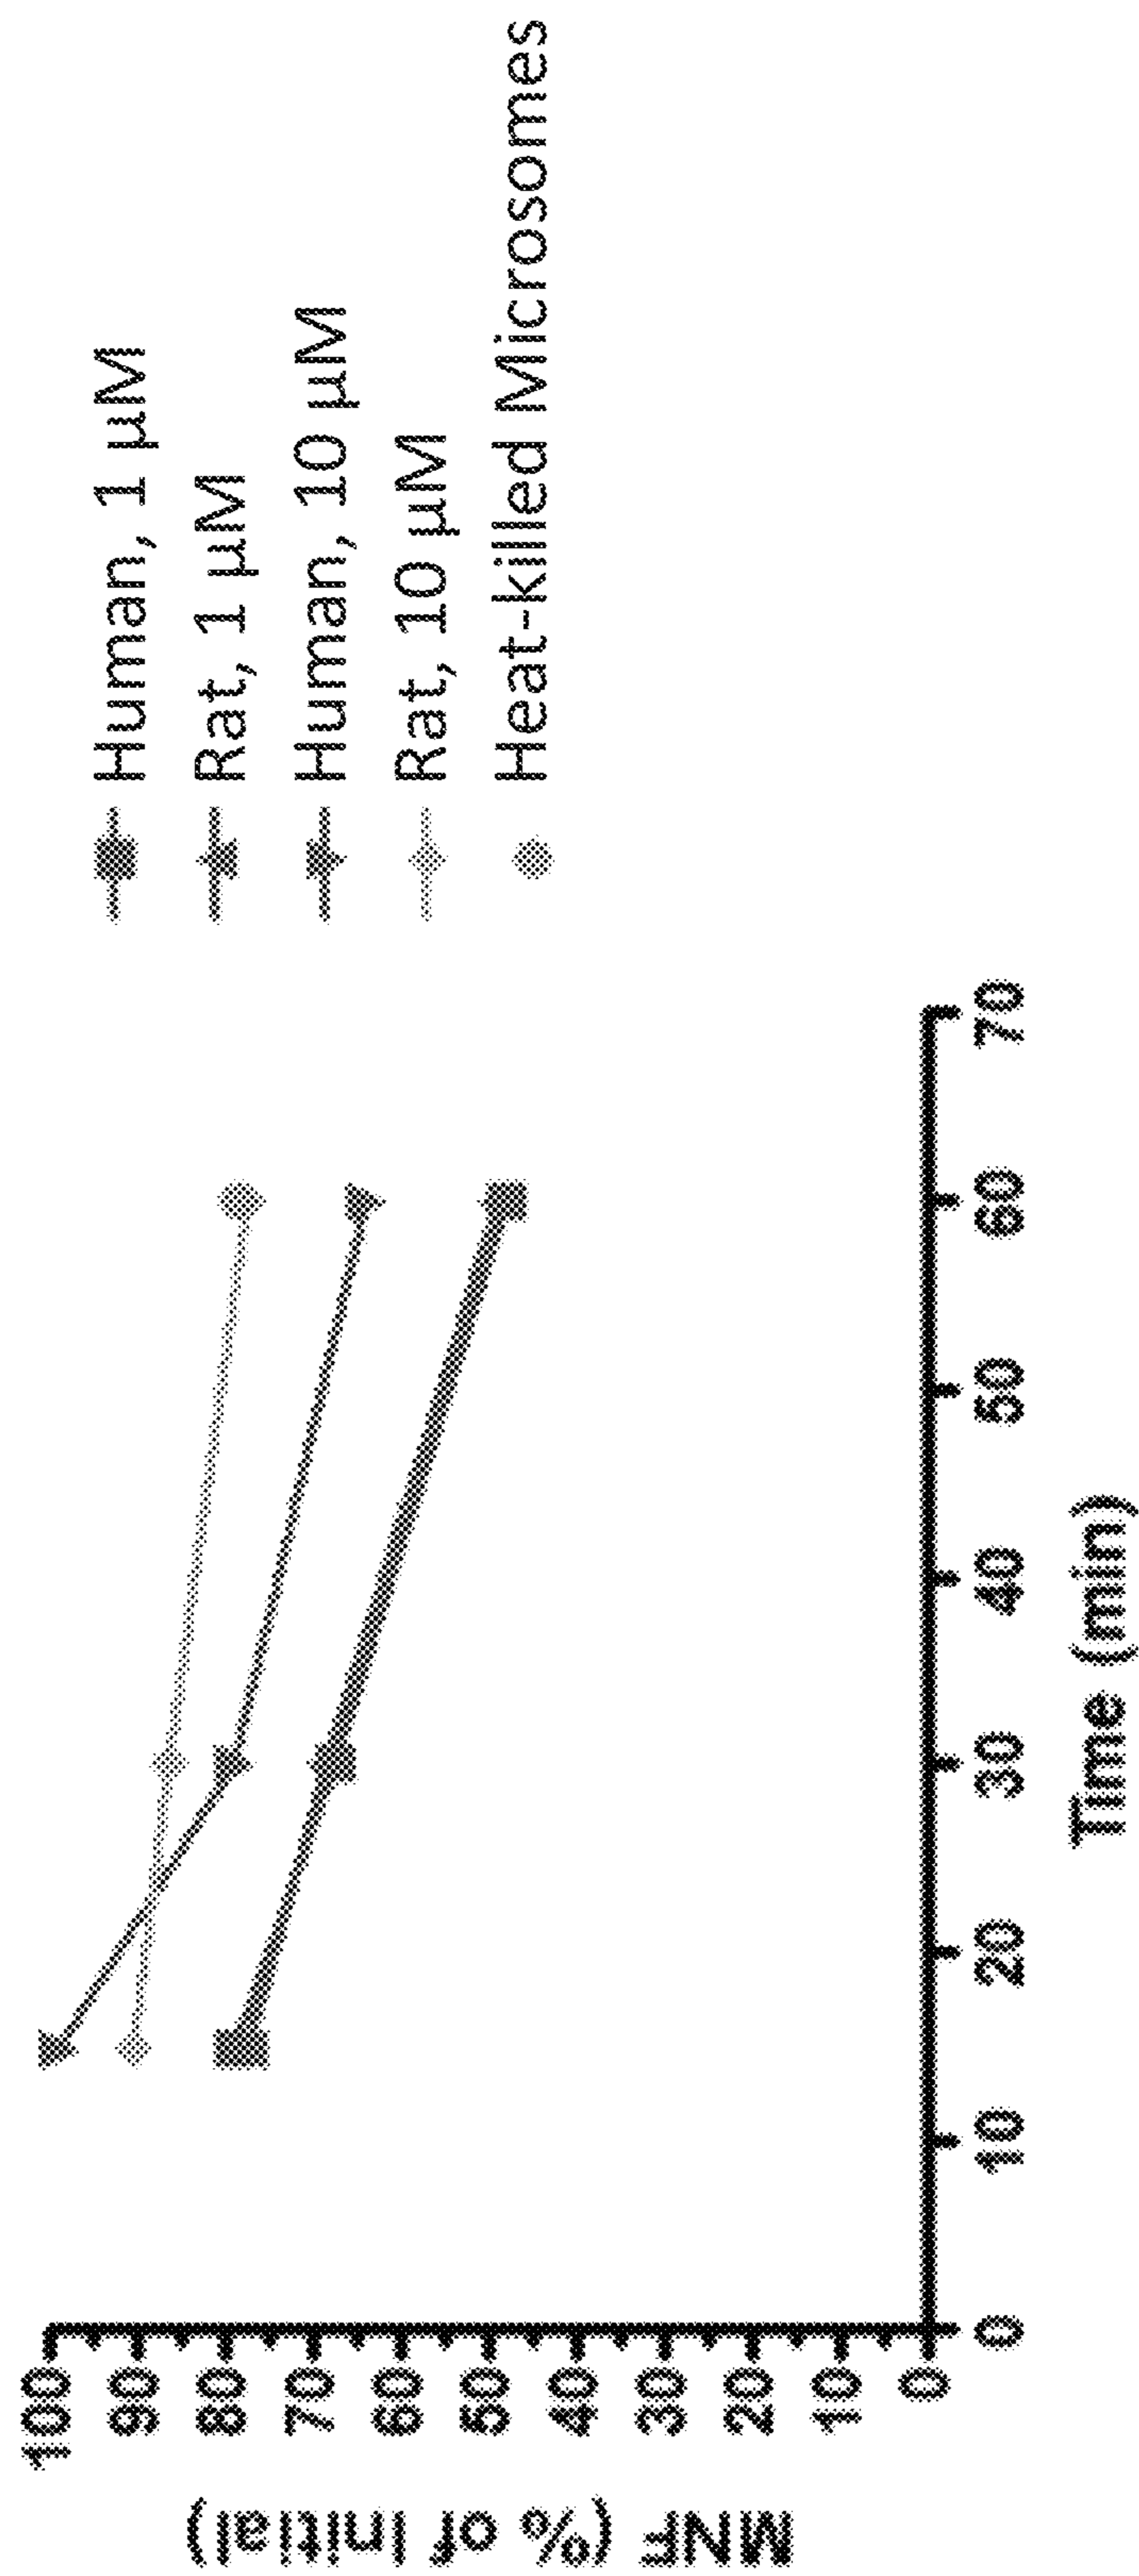 MNF (% of Initial)
100
90
80
70
60
50
40
30
20
10
0
0 10 20 30 40 50 60 70
Time (min)
Human, 1 µM
Rat, 1 µM
Human, 10 µM
Rat, 10 µM
Heat-killed Microsomes